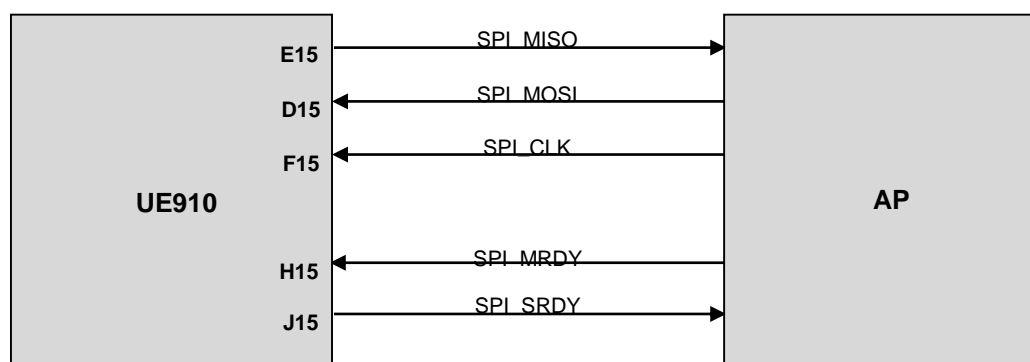 SPI_MISO
E15
SPI_MOSI
D15
SPI_CLK
F15
UE910
AP
SPI_MRDY
H15
SPI_SRDY
J15